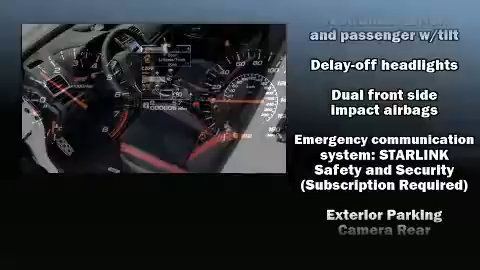 and passenger w/tilt
Delay-off headlights
Dual front side
impact airbags
Emergency communication
system: STARLINK
Safety and Security
(Subscription Required)
Exterior Parking
Camera Rear